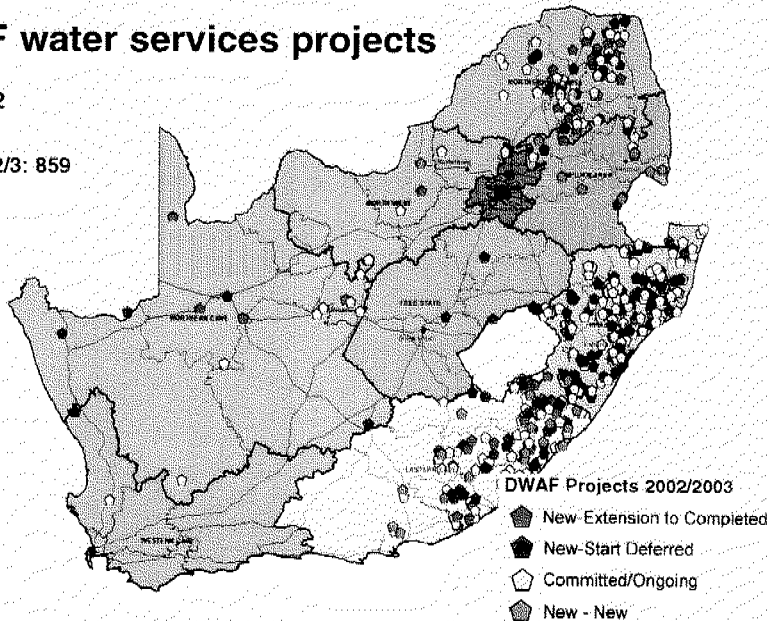 F water services projects
2
2/3: 859
NORTH WEST
FREE STATE
NORTHERN CAPE
EASTERN CAPE
WESTERN CAPE
DWAF Projects 2002/2003
New-Extension to Completed
New-Start Deferred
Committed/Ongoing
New - New